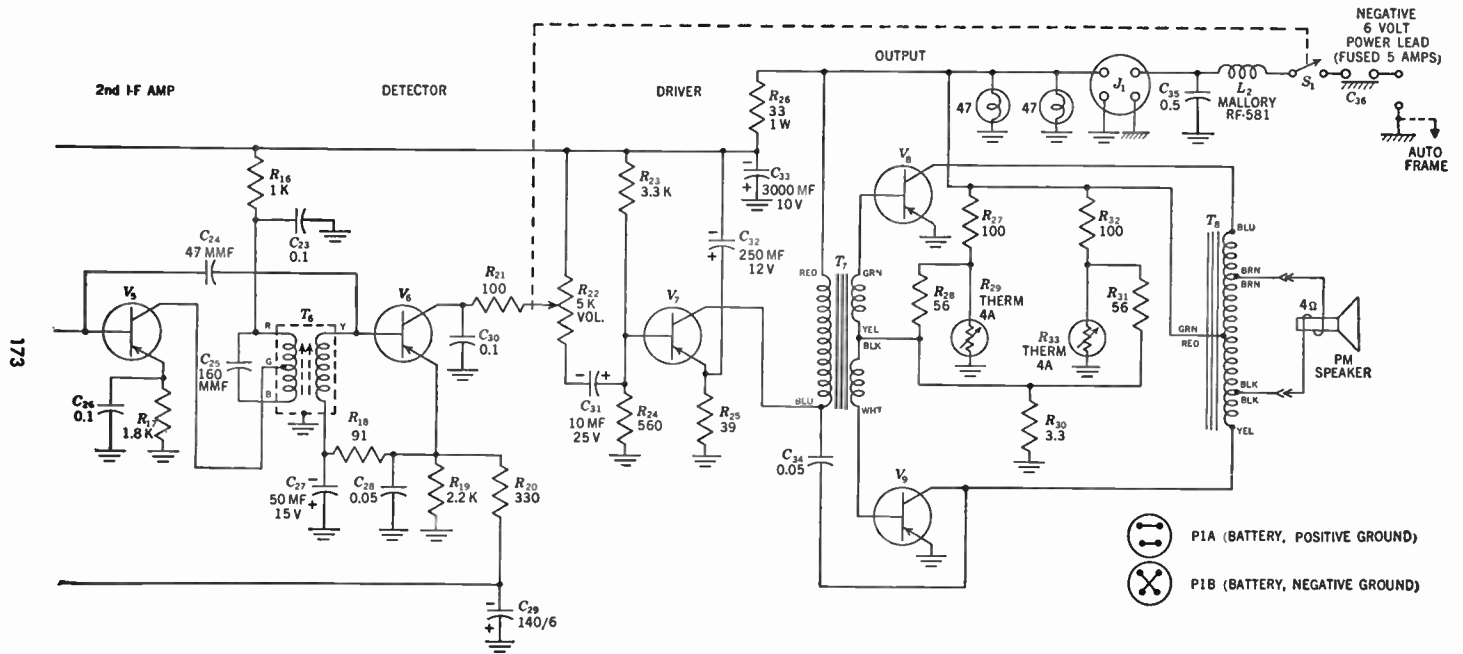 NEGATIVE
6 VOLT
POWER LEAD
(FUSED 5 AMPS)
OUTPUT
2nd I-F AMP
DETECTOR
DRIVER
R26
33
1 W
47
47
J1
C35
0.5
L2
MALLORY
RF-581
S1
C36
AUTO
FRAME
R16
1 K
C23
0.1
C24
47 MMF
R21
100
R22
5 K
VOL.
R23
3.3 K
C33
3000 MF
10 V
C32
250 MF
12 V
V8
R27
100
R32
100
T8
BLU
BRN
BRN
V5
T6
R
Y
G
B
C25
160
MMF
V6
C30
0.1
V7
RED
T7
GRN
YEL
BLK
R28
56
R29
THERM
4A
R31
56
R33
THERM
4A
GRN
RED
4Ω
PM
SPEAKER
BLK
BLK
YEL
173
C26
0.1
R17
1.8 K
R18
91
C31
10 MF
25 V
R24
560
R25
39
BLU
WHT
R30
3.3
C34
0.05
C27
50 MF
15 V
C28
0.05
R19
2.2 K
R20
330
V9
P1A (BATTERY, POSITIVE GROUND)
P1B (BATTERY, NEGATIVE GROUND)
C29
140/6